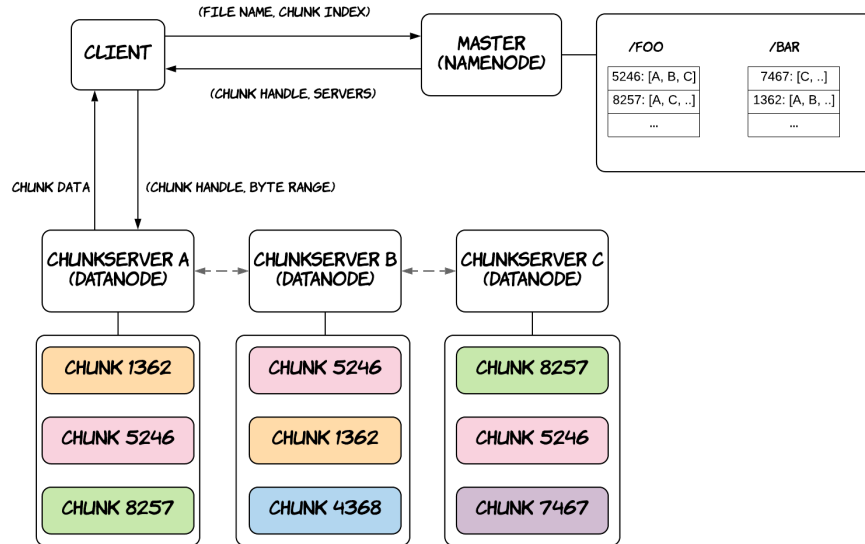 (FILE NAME, CHUNK INDEX)
CLIENT
MASTER
(NAMENODE)
(CHUNK HANDLE, SERVERS)
/FOO
/BAR
5246: [A, B, C]
7467: [C, ..]
8257: [A, C, ..]
1362: [A, B, ..]
...
...
CHUNK DATA
(CHUNK HANDLE, BYTE RANGE)
CHUNKSERVER A
(DATANODE)
CHUNKSERVER B
(DATANODE)
CHUNKSERVER C
(DATANODE)
CHUNK 1362
CHUNK 5246
CHUNK 8257
CHUNK 5246
CHUNK 1362
CHUNK 5246
CHUNK 8257
CHUNK 4368
CHUNK 7467